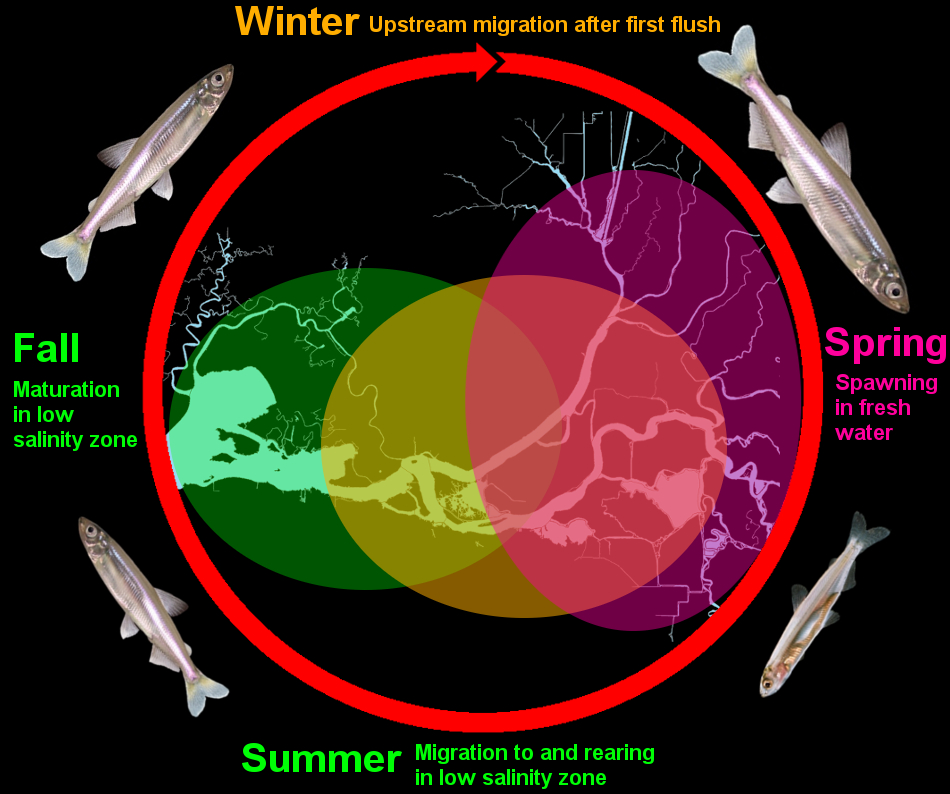 Winter Upstream migration after first flush
Fall
Maturation
in low
salinity zone
Spring
Spawning
in fresh
water
Summer Migration to and rearing
in low salinity zone